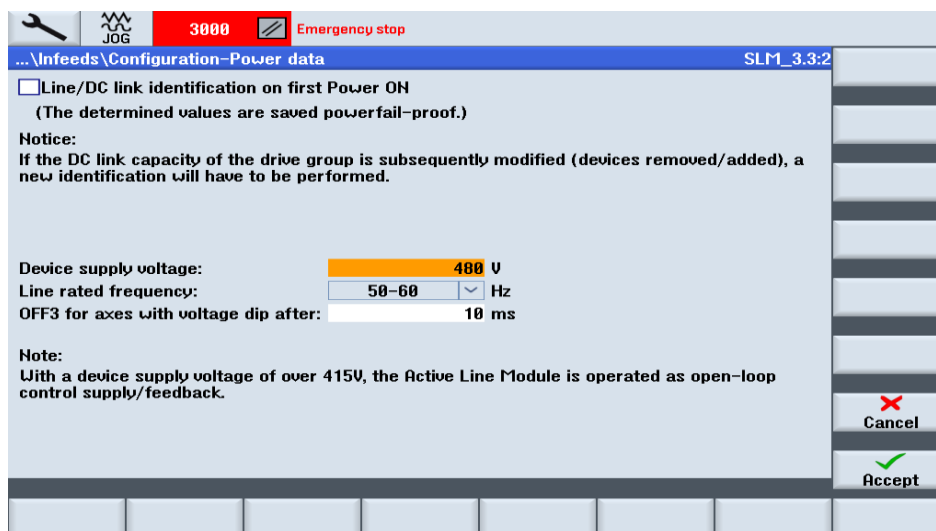 JOG
3000
Emergency stop
...\Infeeds\Configuration-Power data SLM_3.3:2
Line/DC link identification on first Power ON
(The determined values are saved powerfail-proof.)
Notice:
If the DC link capacity of the drive group is subsequently modified (devices removed/added), a
new identification will have to be performed.
Device supply voltage: 480 V
Line rated frequency: 50-60 Hz
OFF3 for axes with voltage dip after: 10 ms
Note:
With a device supply voltage of over 415V, the Active Line Module is operated as open-loop
control supply/feedback.
Cancel
Accept